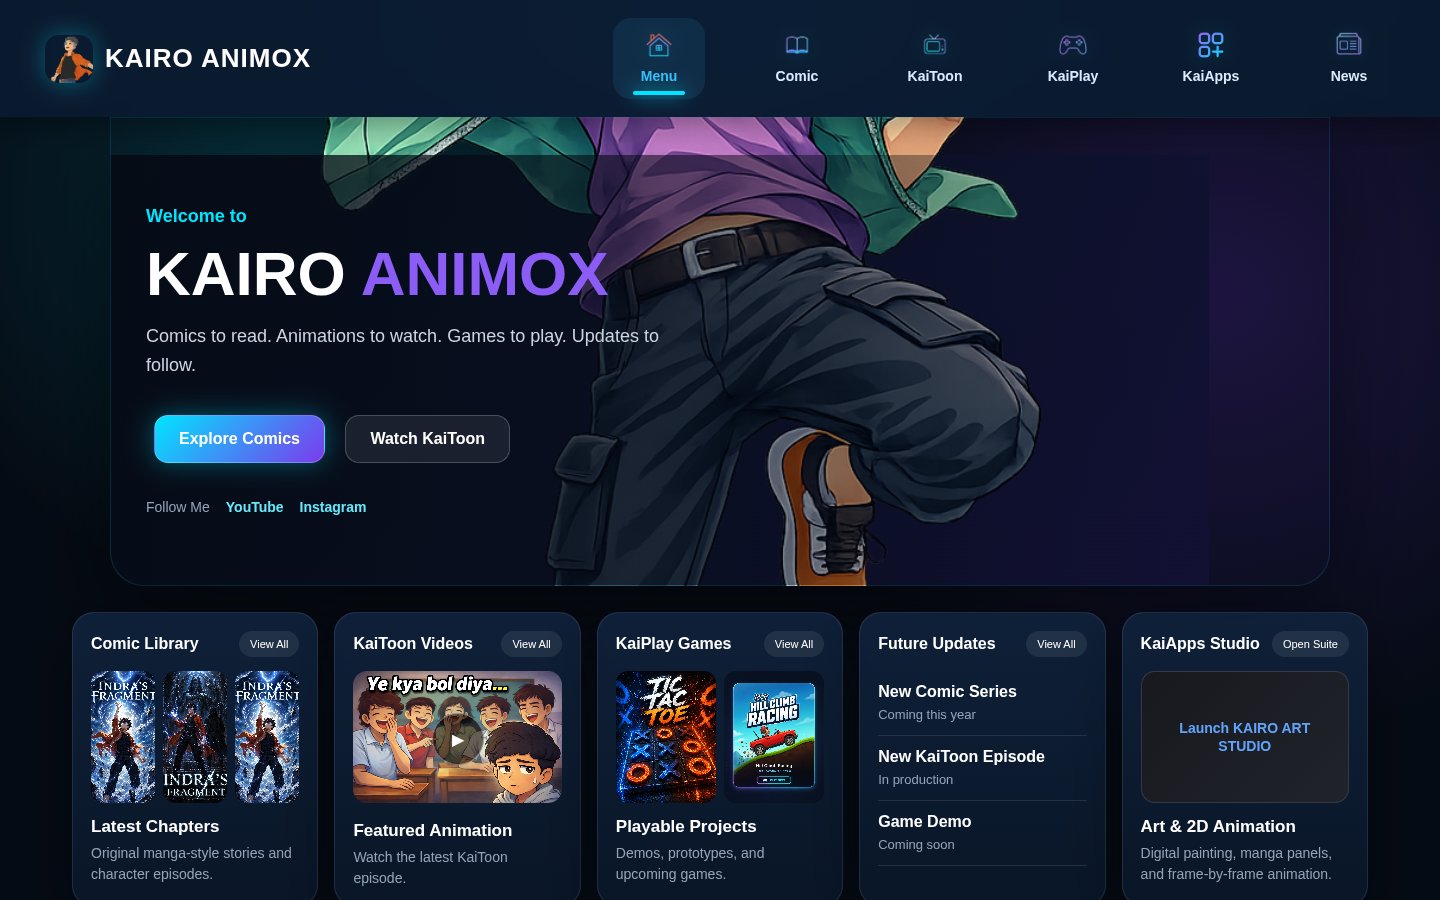 KAIRO ANIMOX
Menu
Comic
KaiToon
KaiPlay
KaiApps
News
Welcome to
KAIRO ANIMOX
Comics to read. Animations to watch. Games to play. Updates to
follow.
Explore Comics
Watch KaiToon
Follow Me YouTube Instagram
Comic Library
View All
INDRA'S
FRAGMENT
INDRA'S
FRAGMENT
INDRA'S
FRAGMENT
Latest Chapters
Original manga-style stories and
character episodes.
KaiToon Videos
View All
Ye kya bol diya...
Featured Animation
Watch the latest KaiToon
episode.
KaiPlay Games
View All
TIC
TAC
TOE
HILL CLIMB
RACING
Hill Climb Racing
Playable Projects
Demos, prototypes, and
upcoming games.
Future Updates
View All
New Comic Series
Coming this year
New KaiToon Episode
In production
Game Demo
Coming soon
KaiApps Studio
Open Suite
Launch KAIRO ART
STUDIO
Art & 2D Animation
Digital painting, manga panels,
and frame-by-frame animation.